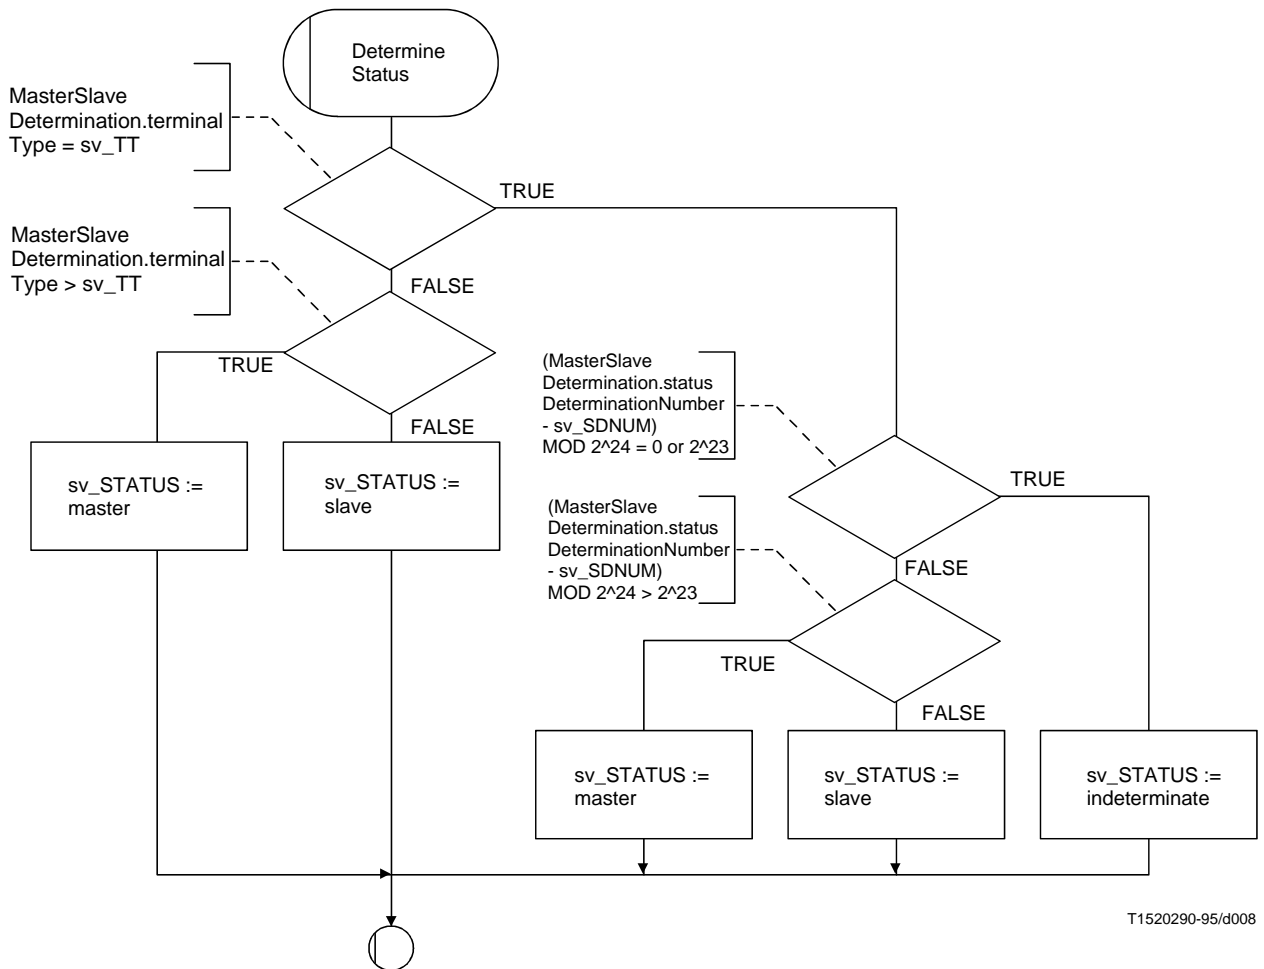 Determine
Status
MasterSlave
Determination.terminal
Type = sv_TT
TRUE
MasterSlave
Determination.terminal
Type > sv_TT
FALSE
TRUE
FALSE
(MasterSlave
Determination.status
DeterminationNumber
- sv_SDNUM)
MOD 2^24 = 0 or 2^23
TRUE
sv_STATUS :=
master
sv_STATUS :=
slave
(MasterSlave
Determination.status
DeterminationNumber
- sv_SDNUM)
MOD 2^24 > 2^23
FALSE
TRUE
FALSE
sv_STATUS :=
master
sv_STATUS :=
slave
sv_STATUS :=
indeterminate
T1520290-95/d008